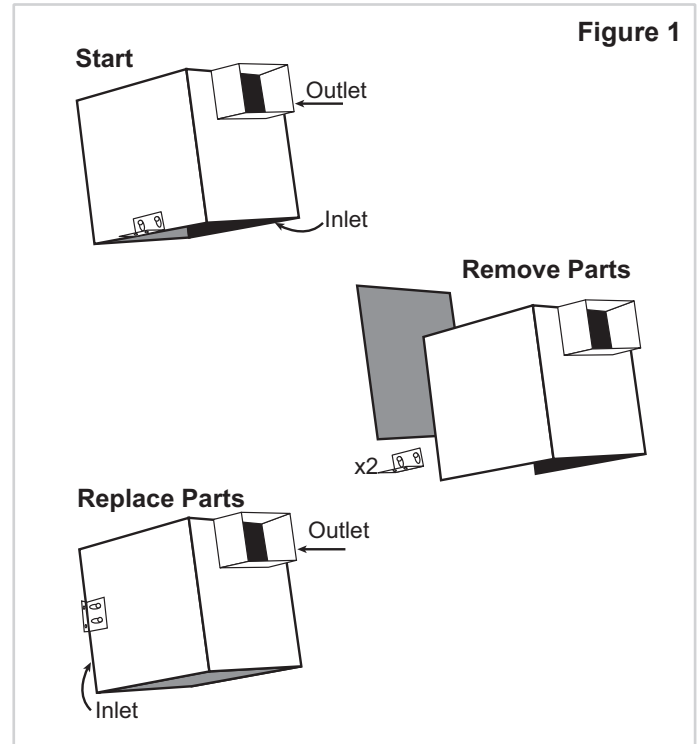 Figure 1
Start
Outlet
Inlet
Remove Parts
x2
Replace Parts
Outlet
Inlet